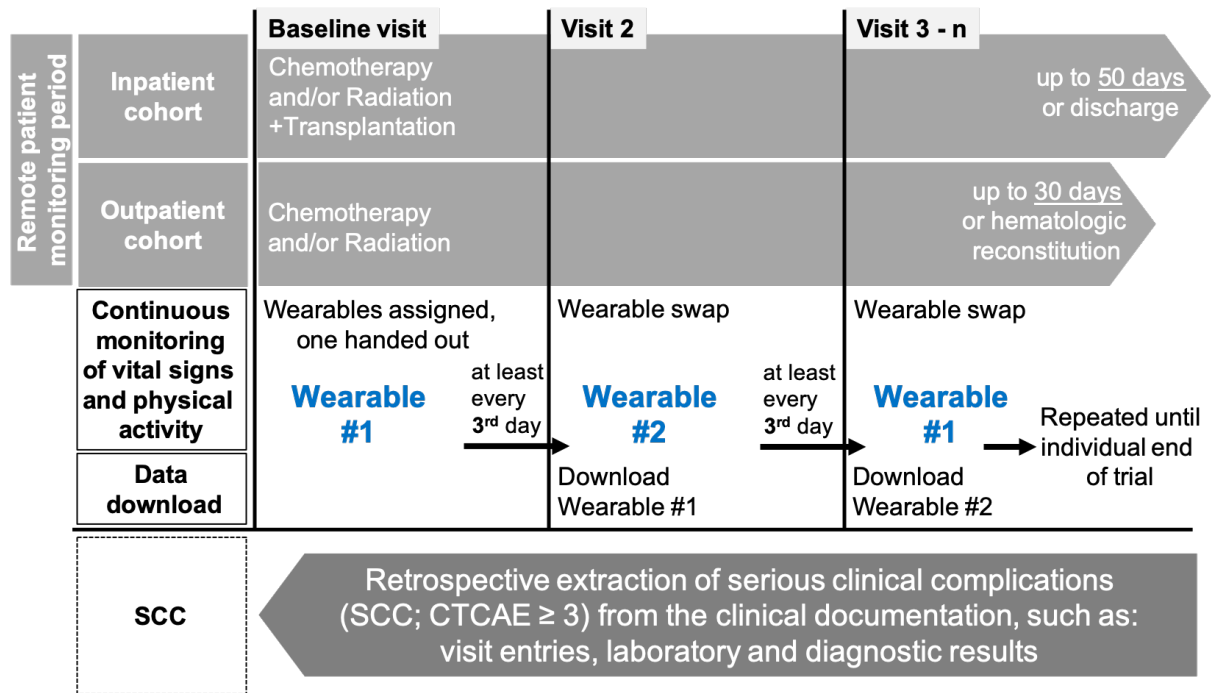 Baseline visit
Visit 2
Visit 3 - n
Remote patient
monitoring period
Inpatient
cohort
Chemotherapy
and/or Radiation
+Transplantation
up to 50 days
or discharge
Outpatient
cohort
Chemotherapy
and/or Radiation
up to 30 days
or hematologic
reconstitution
Continuous
monitoring
of vital signs
and physical
activity
Wearables assigned,
one handed out
Wearable
#1
at least
every
3rd day
Wearable swap
Wearable
#2
at least
every
3rd day
Wearable swap
Wearable
#1
Repeated until
individual end
of trial
Data
download
Download
Wearable #1
Download
Wearable #2
SCC
Retrospective extraction of serious clinical complications
(SCC; CTCAE ≥ 3) from the clinical documentation, such as:
visit entries, laboratory and diagnostic results